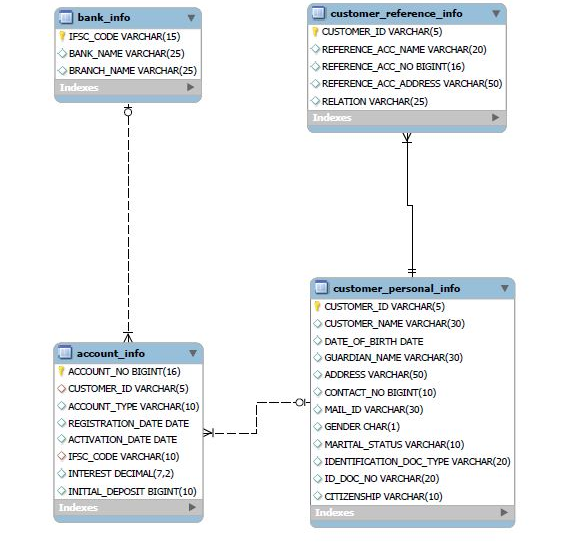 bank_info
IFSC_CODE VARCHAR(15)
BANK_NAME VARCHAR(25)
BRANCH_NAME VARCHAR(25)
Indexes
customer_reference_info
CUSTOMER_ID VARCHAR(5)
REFERENCE_ACC_NAME VARCHAR(20)
REFERENCE_ACC_NO BIGINT(16)
REFERENCE_ACC_ADDRESS VARCHAR(50)
RELATION VARCHAR(25)
Indexes
account_info
ACCOUNT_NO BIGINT(16)
CUSTOMER_ID VARCHAR(5)
ACCOUNT_TYPE VARCHAR(10)
REGISTRATION_DATE DATE
ACTIVATION_DATE DATE
IFSC_CODE VARCHAR(10)
INTEREST DECIMAL(7,2)
INITIAL_DEPOSIT BIGINT(10)
Indexes
customer_personal_info
CUSTOMER_ID VARCHAR(5)
CUSTOMER_NAME VARCHAR(30)
DATE_OF_BIRTH DATE
GUARDIAN_NAME VARCHAR(30)
ADDRESS VARCHAR(50)
CONTACT_NO BIGINT(10)
MAIL_ID VARCHAR(30)
GENDER CHAR(1)
MARITAL_STATUS VARCHAR(10)
IDENTIFICATION_DOC_TYPE VARCHAR(20)
ID_DOC_NO VARCHAR(20)
CITIZENSHIP VARCHAR(10)
Indexes